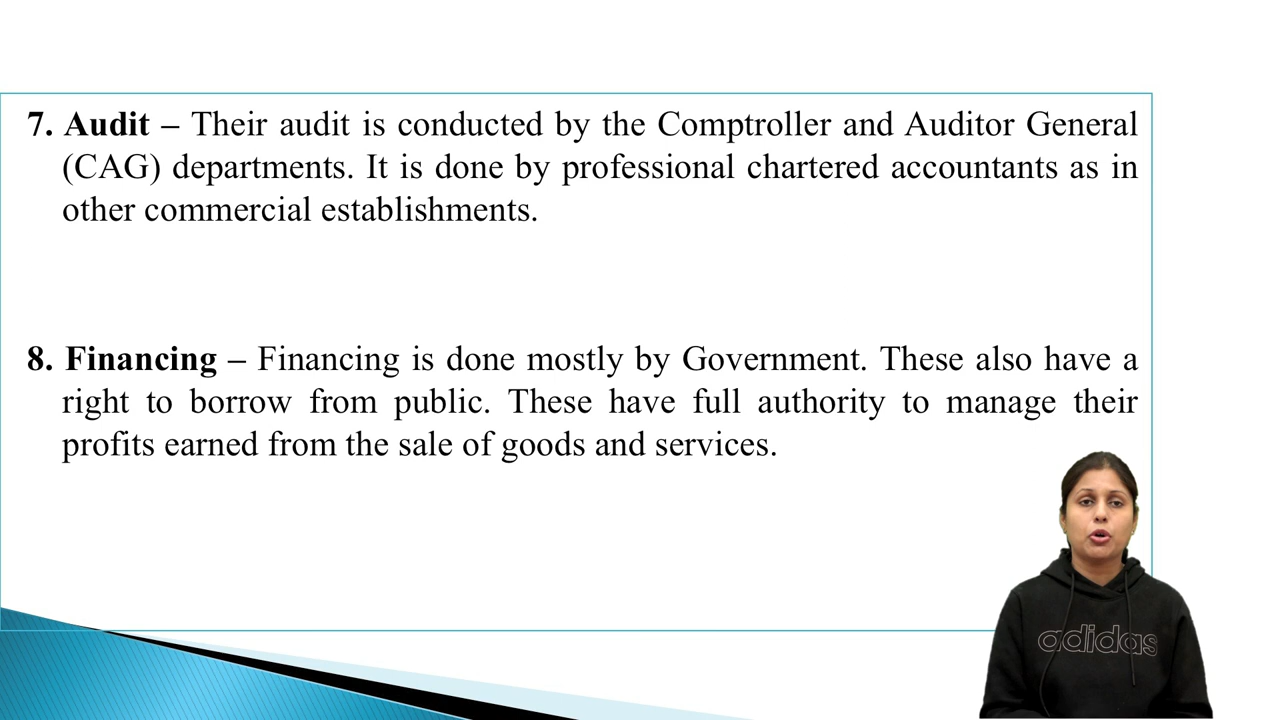 7. Audit – Their audit is conducted by the Comptroller and Auditor General
(CAG) departments. It is done by professional chartered accountants as in
other commercial establishments.
8. Financing – Financing is done mostly by Government. These also have a
right to borrow from public. These have full authority to manage their
profits earned from the sale of goods and services.
adidas